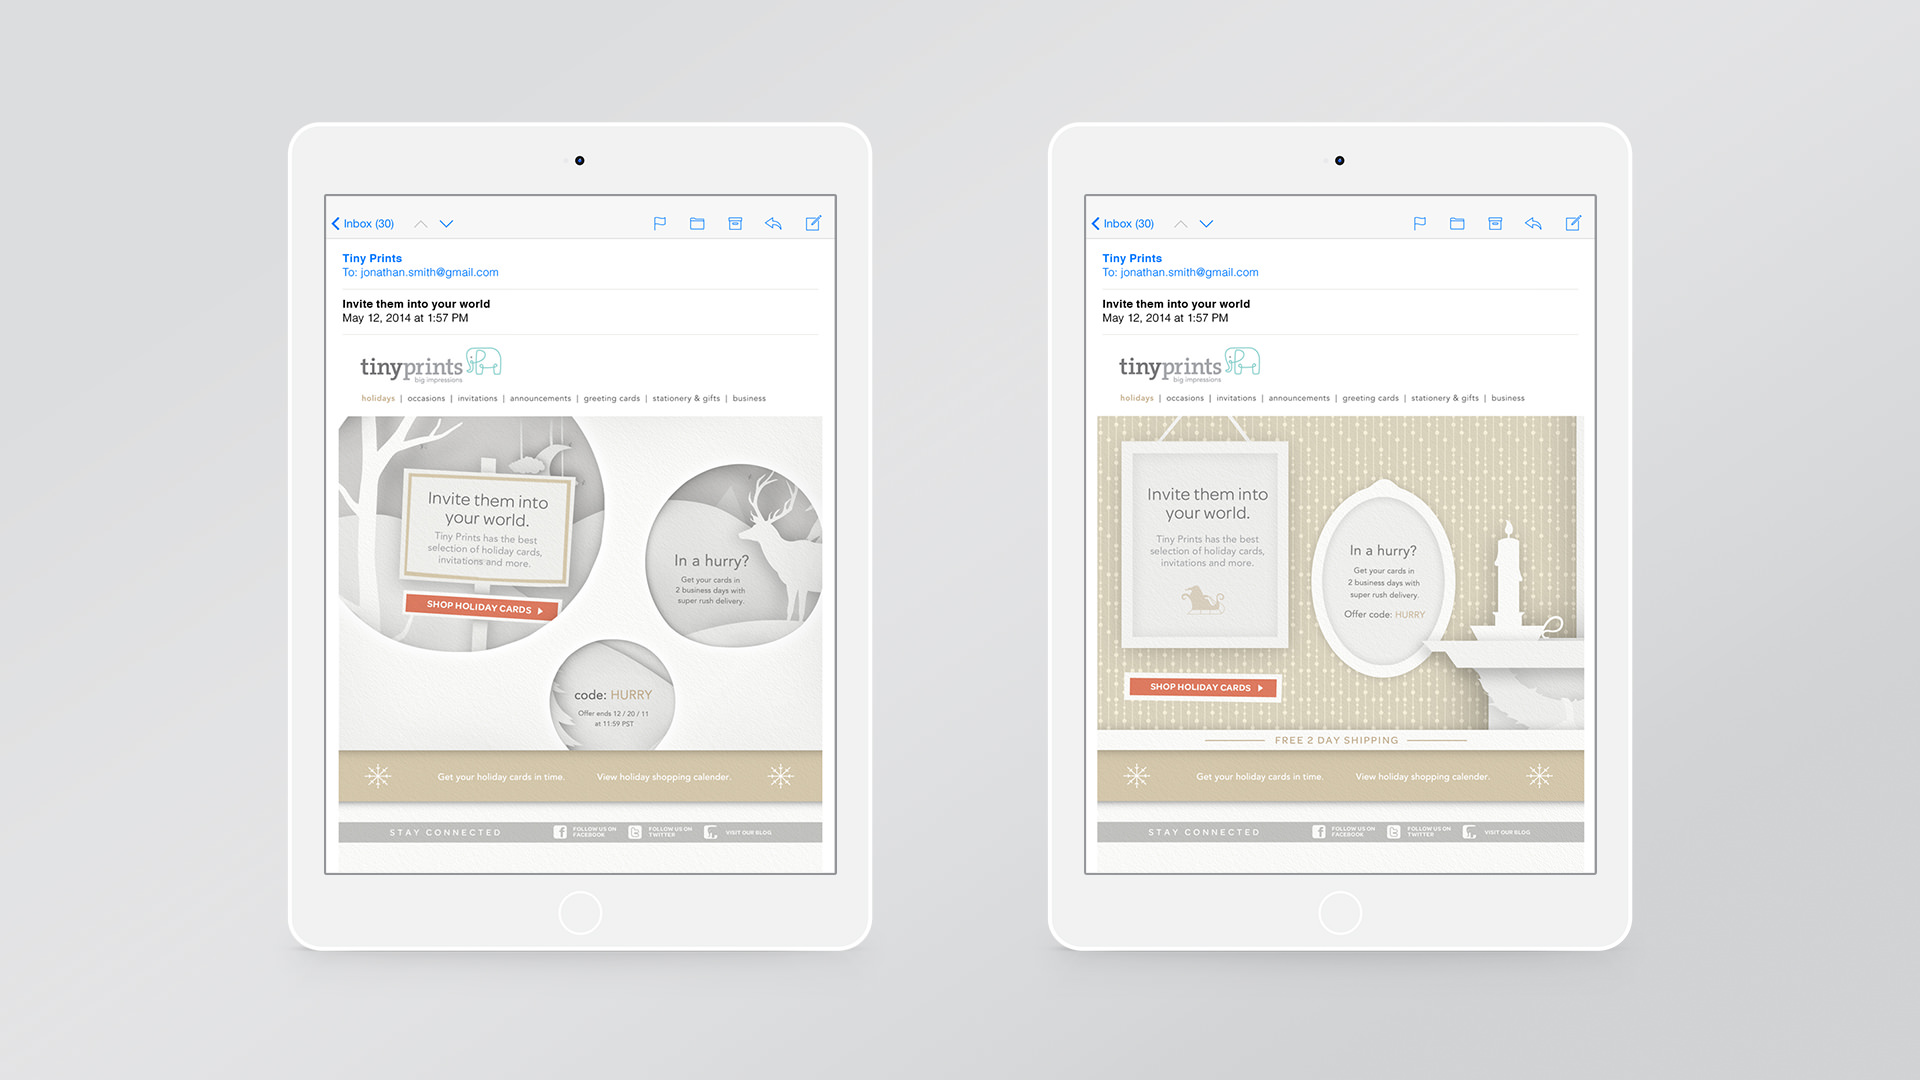 Inbox (30)
Tiny Prints
To: jonathan.smith@gmail.com
Invite them into your world
May 12, 2014 at 1:57 PM
tinyprints
big impressions
holidays | occasions | invitations | announcements | greeting cards | stationery & gifts | business
Invite them into
your world.
Tiny Prints has the best
selection of holiday cards,
invitations and more.
SHOP HOLIDAY CARDS
In a hurry?
Get your cards in
2 business days with
super rush delivery.
code: HURRY
Offer ends 12 / 20 / 11
at 11:59 PST
Get your holiday cards in time. View holiday shopping calender.
STAY CONNECTED
FOLLOW US ON
FACEBOOK
FOLLOW US ON
TWITTER
VISIT OUR BLOG
Inbox (30)
Tiny Prints
To: jonathan.smith@gmail.com
Invite them into your world
May 12, 2014 at 1:57 PM
tinyprints
big impressions
holidays | occasions | invitations | announcements | greeting cards | stationery & gifts | business
Invite them into
your world.
Tiny Prints has the best
selection of holiday cards,
invitations and more.
In a hurry?
Get your cards in
2 business days with
super rush delivery.
Offer code: HURRY
SHOP HOLIDAY CARDS
FREE 2 DAY SHIPPING
Get your holiday cards in time. View holiday shopping calender.
STAY CONNECTED
FOLLOW US ON
FACEBOOK
FOLLOW US ON
TWITTER
VISIT OUR BLOG